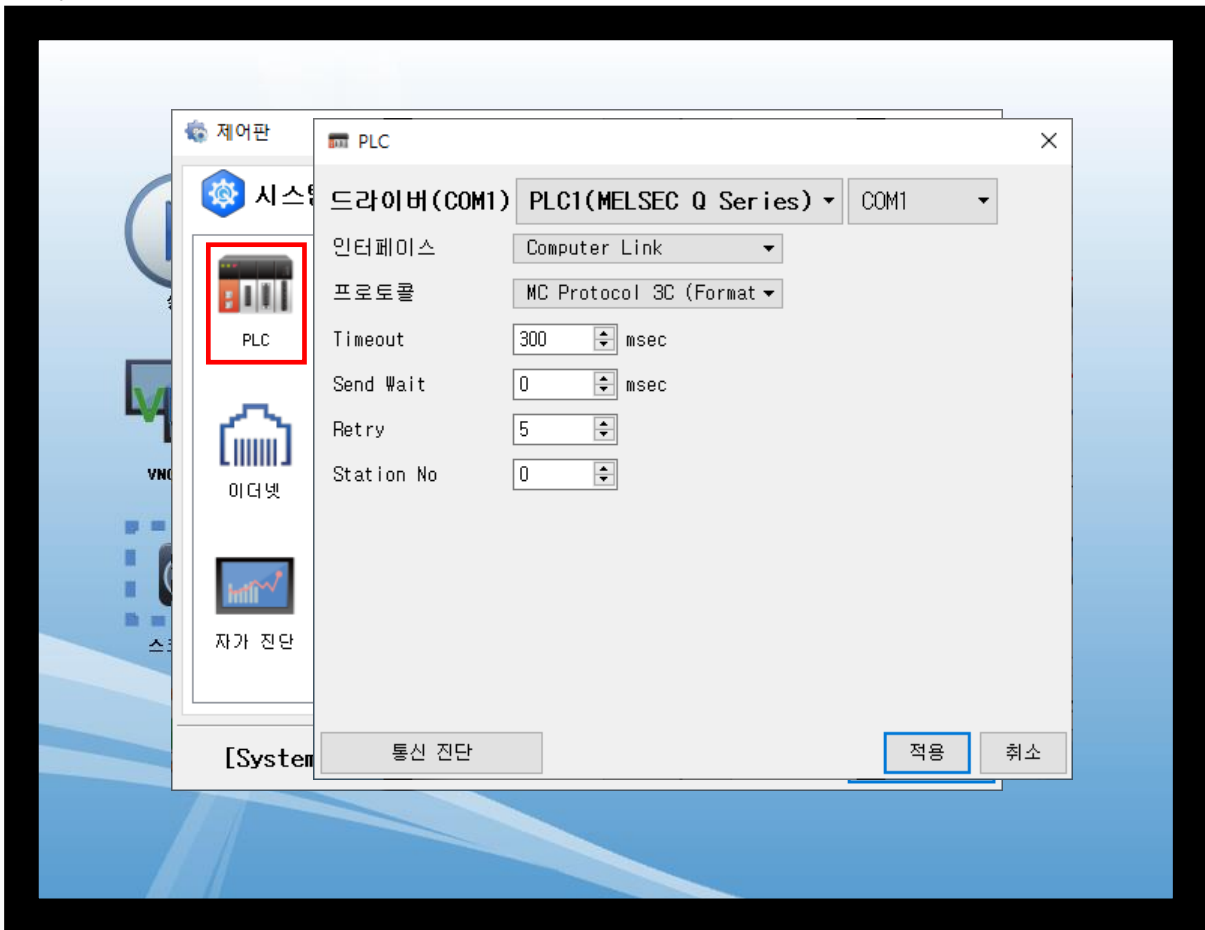 제어판
PLC
시스템
드라이버(COM1) PLC1(MELSEC Q Series) COM1
인터페이스 Computer Link
프로토콜 MC Protocol 3C (Format
PLC
Timeout 300 msec
Send Wait 0 msec
Retry 5
Station No 0
이더넷
자가 진단
[System
통신 진단 적용 취소